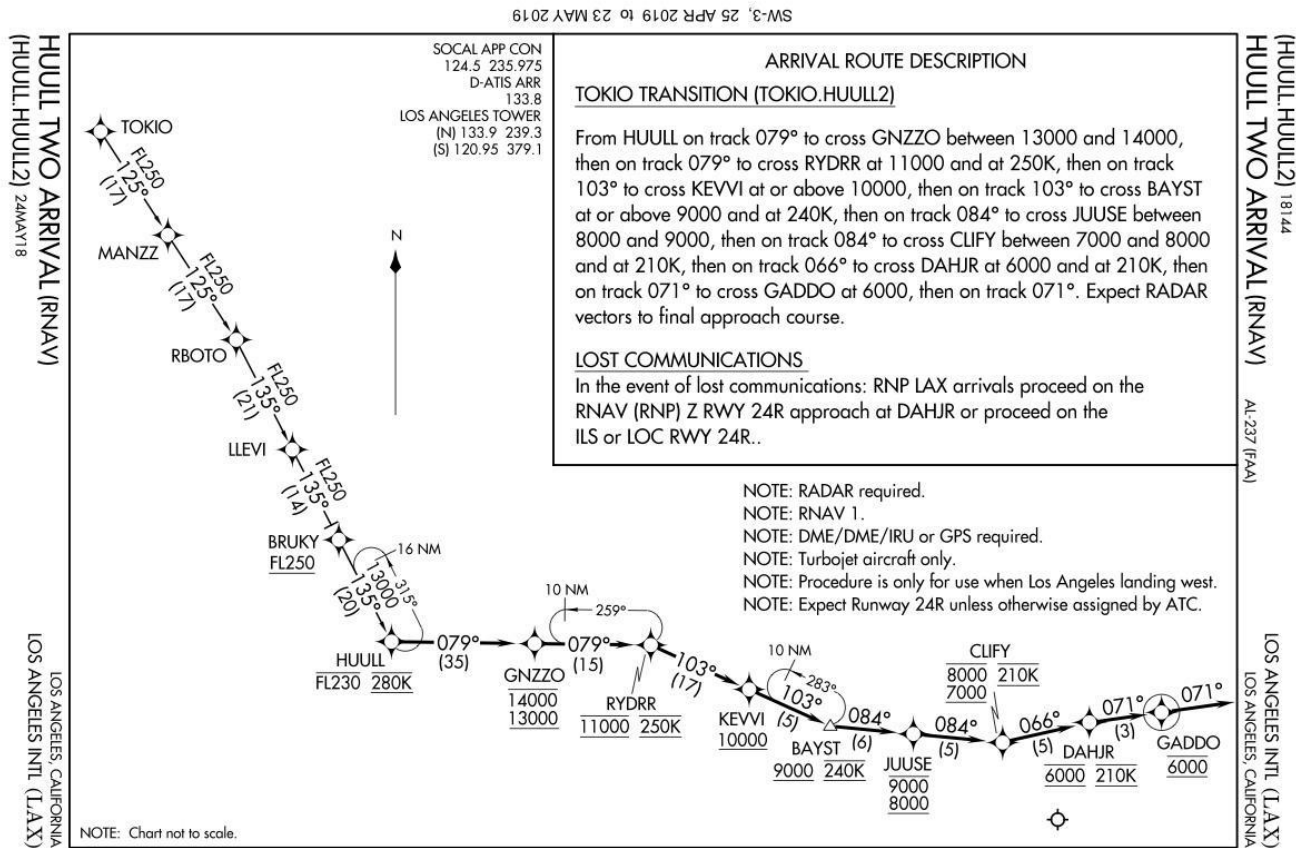 SW-3, 25 APR 2019 to 23 MAY 2019
(HUULL.HUULL2) 24MAY18
HUULL TWO ARRIVAL (RNAV)
LOS ANGELES INTL (LAX)
LOS ANGELES, CALIFORNIA
(HUULL.HUULL2) 18144
HUULL TWO ARRIVAL (RNAV)
AL-237 (FAA)
LOS ANGELES INTL (LAX)
LOS ANGELES, CALIFORNIA
SOCAL APP CON
124.5 235.975
D-ATIS ARR
133.8
LOS ANGELES TOWER
(N) 133.9 239.3
(S) 120.95 379.1
ARRIVAL ROUTE DESCRIPTION
TOKIO TRANSITION (TOKIO.HUULL2)
From HUULL on track 079° to cross GNZZO between 13000 and 14000,
then on track 079° to cross RYDRR at 11000 and at 250K, then on track
103° to cross KEVVI at or above 10000, then on track 103° to cross BAYST
at or above 9000 and at 240K, then on track 084° to cross JUUSE between
8000 and 9000, then on track 084° to cross CLIFY between 7000 and 8000
and at 210K, then on track 066° to cross DAHJR at 6000 and at 210K, then
on track 071° to cross GADDO at 6000, then on track 071°. Expect RADAR
vectors to final approach course.
LOST COMMUNICATIONS
In the event of lost communications: RNP LAX arrivals proceed on the
RNAV (RNP) Z RWY 24R approach at DAHJR or proceed on the
ILS or LOC RWY 24R..
NOTE: RADAR required.
NOTE: RNAV 1.
NOTE: DME/DME/IRU or GPS required.
NOTE: Turbojet aircraft only.
NOTE: Procedure is only for use when Los Angeles landing west.
NOTE: Expect Runway 24R unless otherwise assigned by ATC.
N
TOKIO
FL250
125°
(17)
MANZZ
FL250
125°
(17)
RBOTO
FL250
135°
(21)
LLEVI
FL250
135°
(14)
BRUKY
FL250
16 NM
13000
315°
135°
(20)
HUULL
FL230 280K
079°
(35)
GNZZO
14000
13000
10 NM
259°
079°
(15)
RYDRR
11000 250K
103°
(17)
KEVVI
10000
10 NM
283°
103°
(5)
BAYST
9000 240K
084°
(6)
JUUSE
9000
8000
084°
(5)
CLIFY
8000 210K
7000
066°
(5)
DAHJR
6000 210K
071°
(3)
GADDO
6000
071°
NOTE: Chart not to scale.